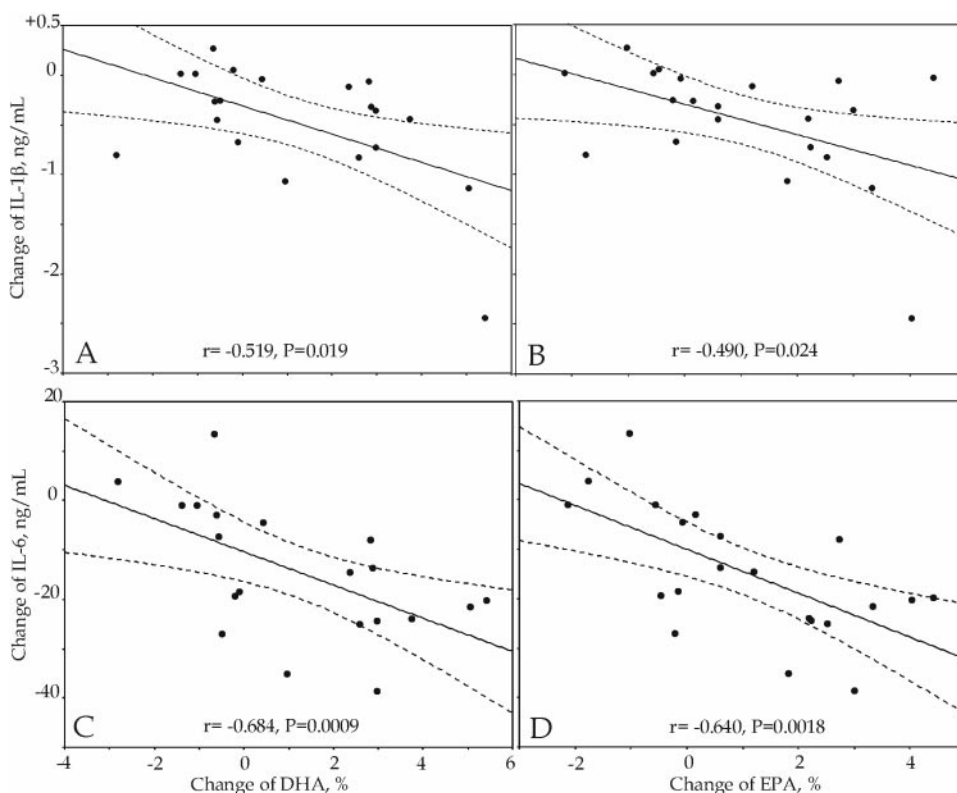 +0.5
0
-1
-2
-3
Change of IL-1β, ng/mL
A
r= -0.519, P=0.019
B
r= -0.490, P=0.024
20
0
-20
-40
Change of IL-6, ng/mL
C
r= -0.684, P=0.0009
D
r= -0.640, P=0.0018
-4 -2 0 2 4 6
Change of DHA, %
-2 0 2 4
Change of EPA, %